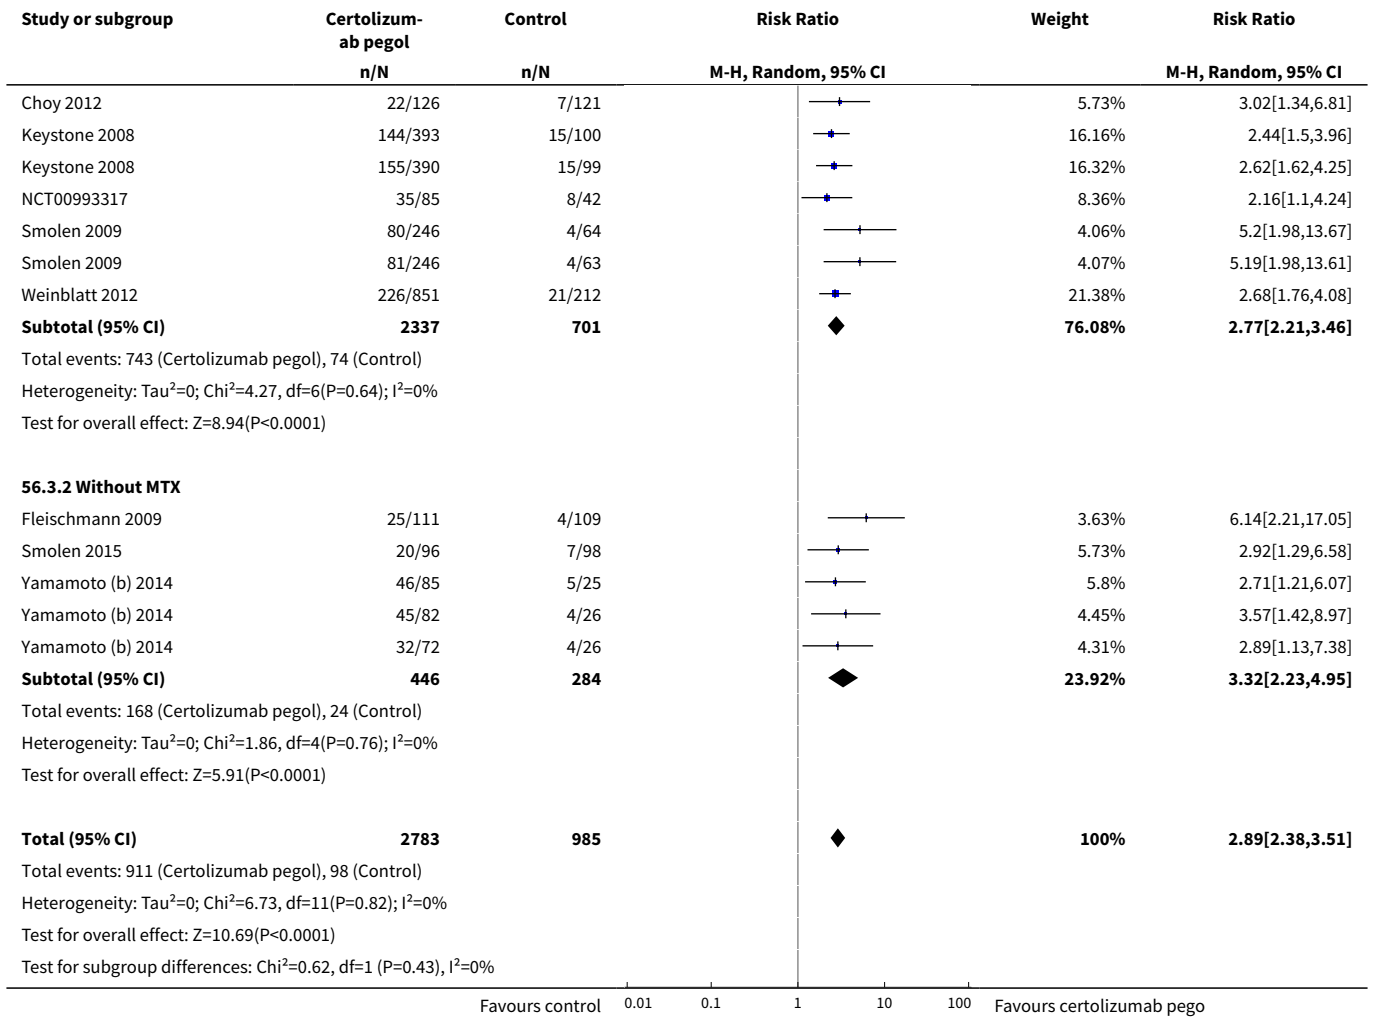 Study or subgroup Certolizum- Control Risk Ratio Weight Risk Ratio
ab pegol
n/N n/N M-H, Random, 95% CI M-H, Random, 95% CI
Choy 2012 22/126 7/121 5.73% 3.02[1.34,6.81]
Keystone 2008 144/393 15/100 16.16% 2.44[1.5,3.96]
Keystone 2008 155/390 15/99 16.32% 2.62[1.62,4.25]
NCT00993317 35/85 8/42 8.36% 2.16[1.1,4.24]
Smolen 2009 80/246 4/64 4.06% 5.2[1.98,13.67]
Smolen 2009 81/246 4/63 4.07% 5.19[1.98,13.61]
Weinblatt 2012 226/851 21/212 21.38% 2.68[1.76,4.08]
Subtotal (95% CI) 2337 701 76.08% 2.77[2.21,3.46]
Total events: 743 (Certolizumab pegol), 74 (Control)
Heterogeneity: Tau²=0; Chi²=4.27, df=6(P=0.64); I²=0%
Test for overall effect: Z=8.94(P<0.0001)
56.3.2 Without MTX
Fleischmann 2009 25/111 4/109 3.63% 6.14[2.21,17.05]
Smolen 2015 20/96 7/98 5.73% 2.92[1.29,6.58]
Yamamoto (b) 2014 46/85 5/25 5.8% 2.71[1.21,6.07]
Yamamoto (b) 2014 45/82 4/26 4.45% 3.57[1.42,8.97]
Yamamoto (b) 2014 32/72 4/26 4.31% 2.89[1.13,7.38]
Subtotal (95% CI) 446 284 23.92% 3.32[2.23,4.95]
Total events: 168 (Certolizumab pegol), 24 (Control)
Heterogeneity: Tau²=0; Chi²=1.86, df=4(P=0.76); I²=0%
Test for overall effect: Z=5.91(P<0.0001)
Total (95% CI) 2783 985 100% 2.89[2.38,3.51]
Total events: 911 (Certolizumab pegol), 98 (Control)
Heterogeneity: Tau²=0; Chi²=6.73, df=11(P=0.82); I²=0%
Test for overall effect: Z=10.69(P<0.0001)
Test for subgroup differences: Chi²=0.62, df=1 (P=0.43), I²=0%
Favours control 0.01 0.1 1 10 100 Favours certolizumab pego